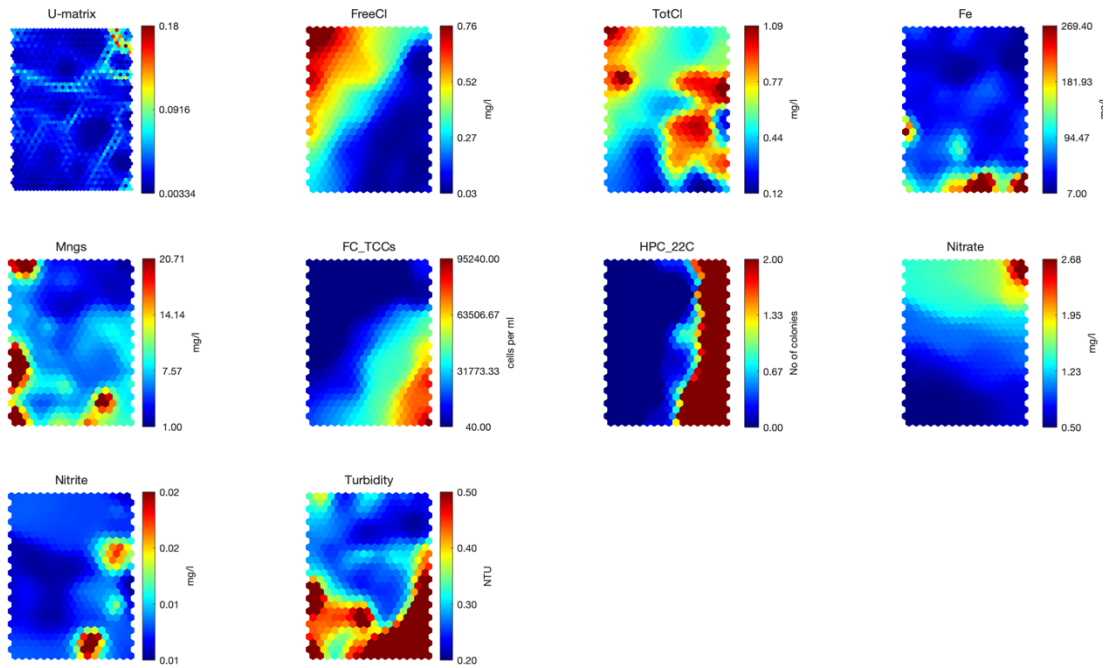 U-matrix
0.18
0.0916
0.00334
FreeCl
0.76
0.52
0.27
0.03
mg/l
TotCl
1.09
0.77
0.44
0.12
mg/l
Fe
269.40
181.93
94.47
7.00
mg/l
Mngs
20.71
14.14
7.57
1.00
mg/l
FC_TCCs
95240.00
63506.67
31773.33
40.00
cells per ml
HPC_22C
2.00
1.33
0.67
0.00
No of colonies
Nitrate
2.68
1.95
1.23
0.50
mg/l
Nitrite
0.02
0.02
0.01
0.01
mg/l
Turbidity
0.50
0.40
0.30
0.20
NTU